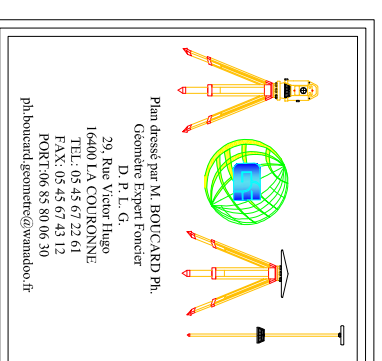 Plan dressé par M. BOUCARD Ph.
Géomètre Expert Foncier
D. P. L. G.
29, Rue Victor Hugo
16400 LA COURONNE
TEL: 05 45 67 22 61
FAX: 05 45 67 43 12
PORT:06 85 80 06 30
ph.boucard.geometre@wanadoo.fr